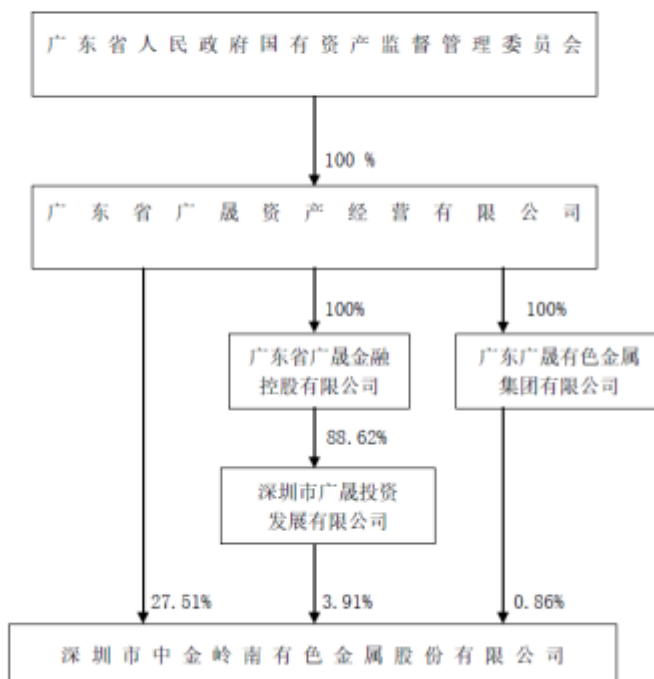 广东省人民政府国有资产监督管理委员会
100 %
广东省广晟资产经营有限公司
100%
100%
广东省广晟金融
控股有限公司
广东广晟有色金属
集团有限公司
88.62%
深圳市广晟投资
发展有限公司
27.51%
3.91%
0.86%
深圳市中金岭南有色金属股份有限公司